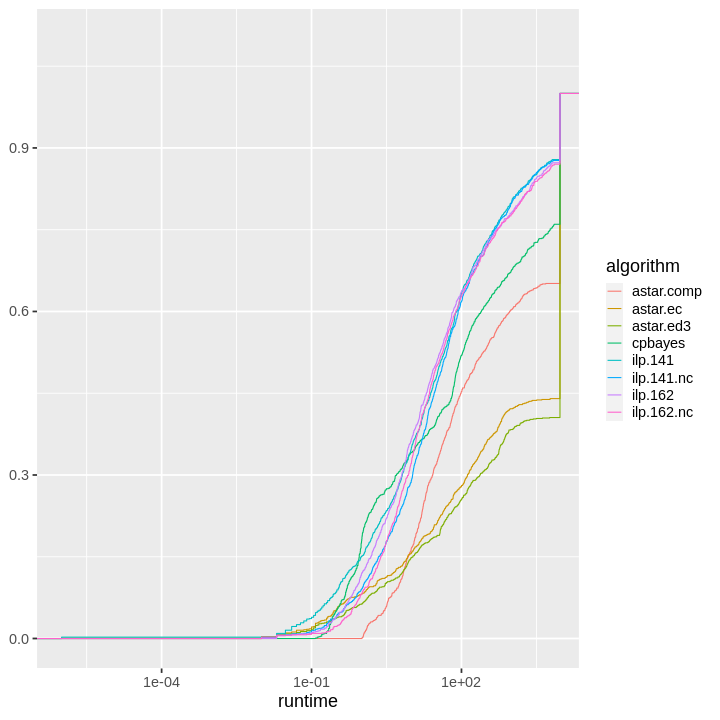 0.9
0.6
0.3
0.0
1e-04
1e-01
1e+02
runtime
algorithm
astar.comp
astar.ec
astar.ed3
cpbayes
ilp.141
ilp.141.nc
ilp.162
ilp.162.nc